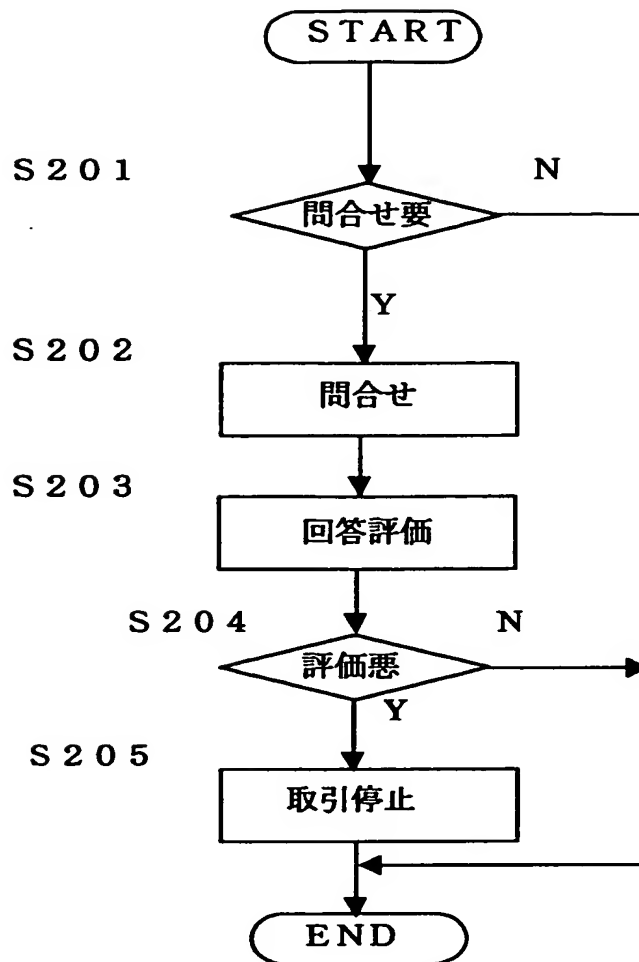 ＳＴＡＲＴ
Ｓ２０１
Ｎ
問合せ要
Ｙ
Ｓ２０２
問合せ
Ｓ２０３
回答評価
Ｓ２０４
Ｎ
評価悪
Ｙ
Ｓ２０５
取引停止
ＥＮＤ